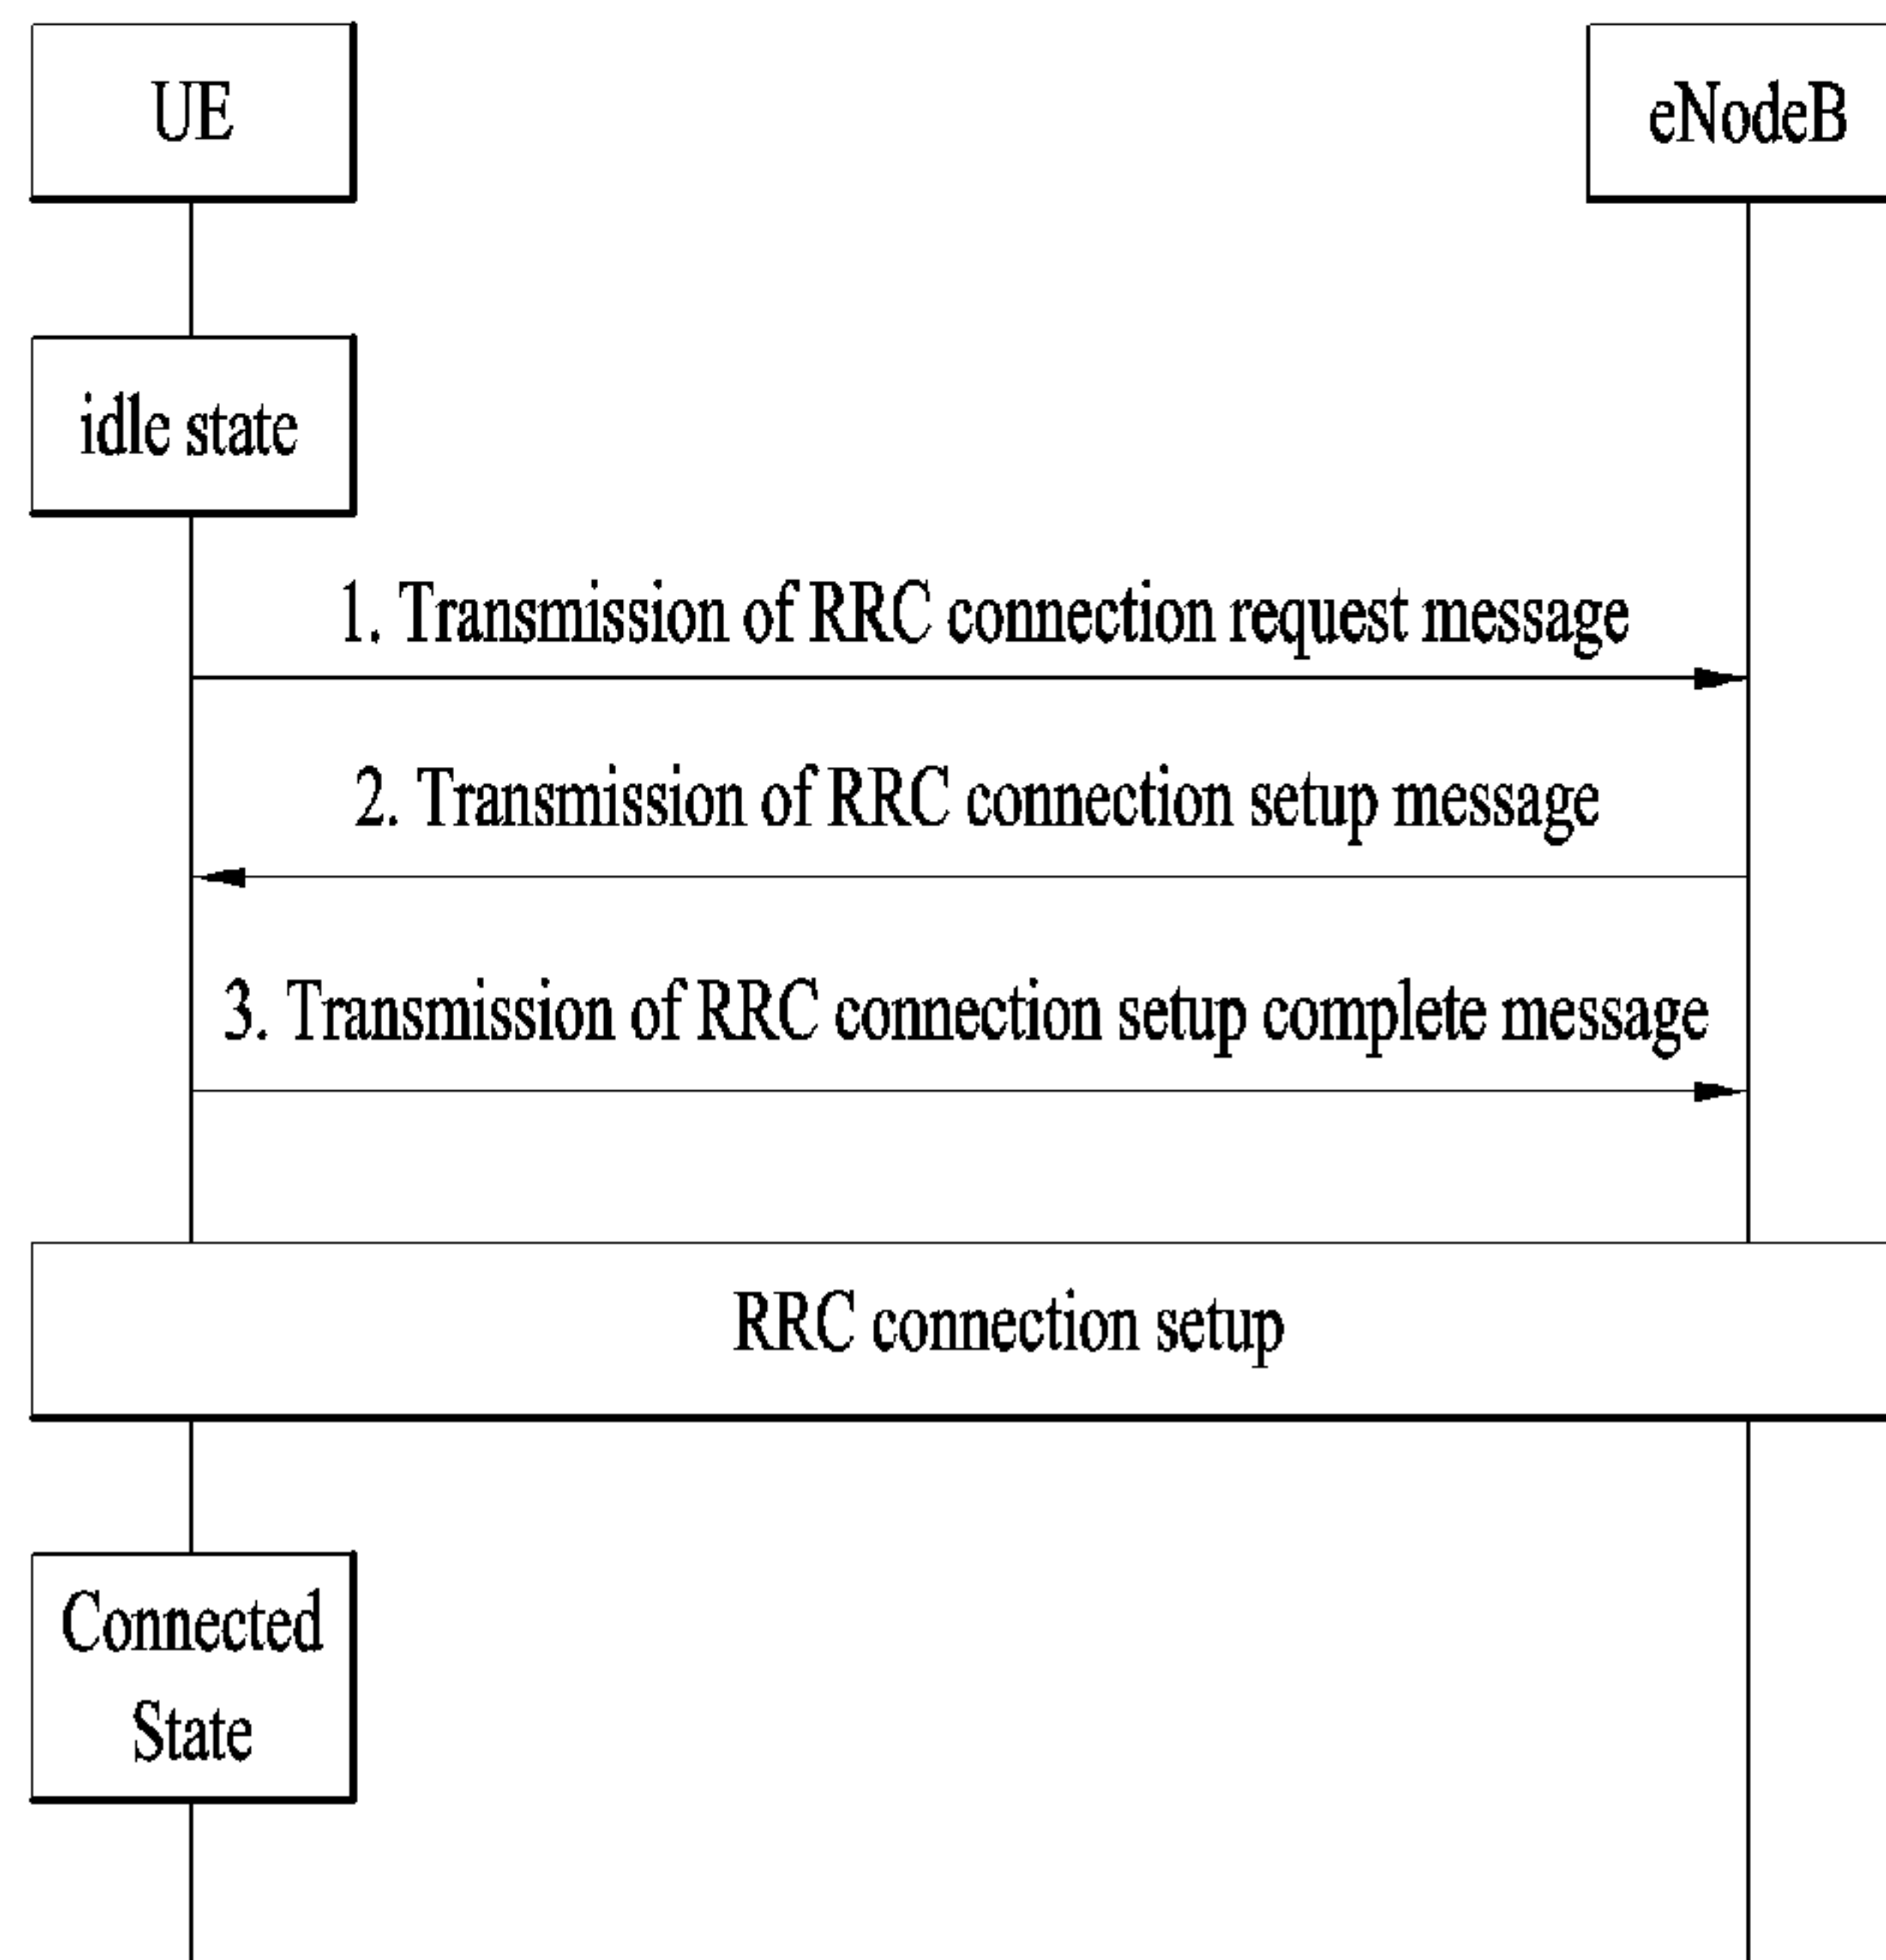 UE
eNodeB
idle state
1. Transmission of RRC connection request message
2. Transmission of RRC connection setup message
3. Transmission of RRC connection setup complete message
RRC connection setup
Connected
State